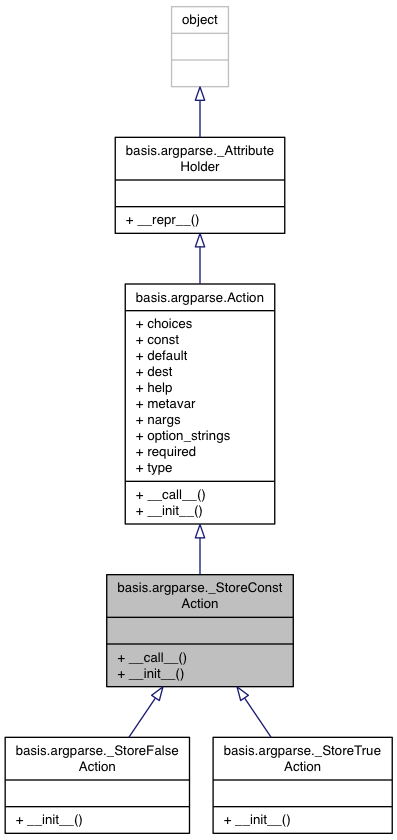 object
basis.argparse._Attribute
Holder
+ __repr__()
basis.argparse.Action
+ choices
+ const
+ default
+ dest
+ help
+ metavar
+ nargs
+ option_strings
+ required
+ type
+ __call__()
+ __init__()
basis.argparse._StoreConst
Action
+ __call__()
+ __init__()
basis.argparse._StoreFalse
Action
+ __init__()
basis.argparse._StoreTrue
Action
+ __init__()